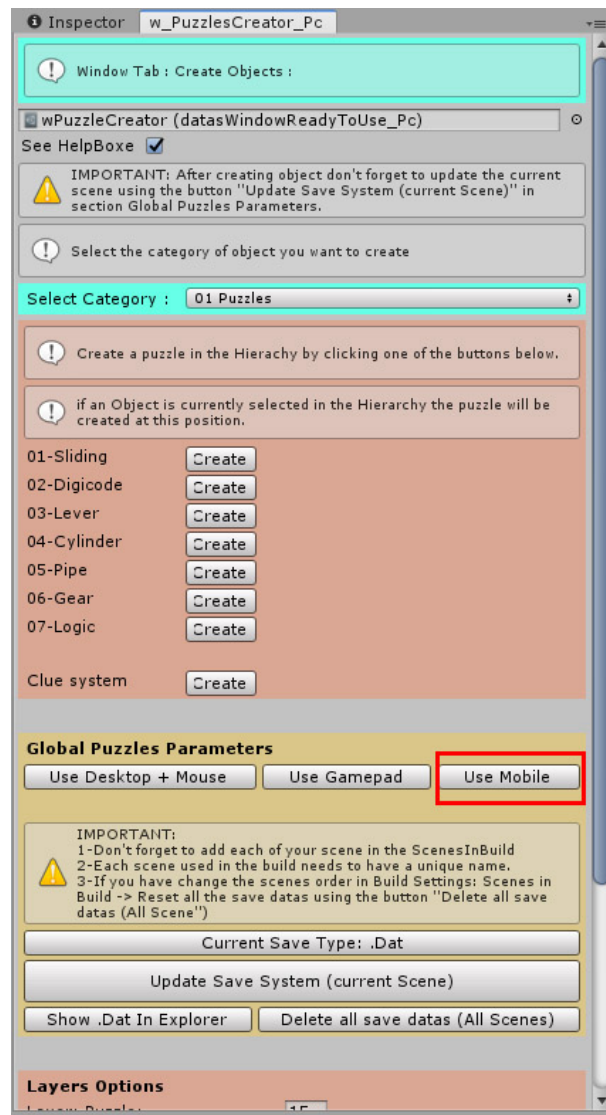 Inspector w_PuzzlesCreator_Pc
Window Tab : Create Objects :
wPuzzleCreator (datasWindowReadyToUse_Pc)
See HelpBoxe
IMPORTANT: After creating object don't forget to update the current
scene using the button "Update Save System (current Scene)" in
section Global Puzzles Parameters.
Select the category of object you want to create
Select Category : 01 Puzzles
Create a puzzle in the Hierachy by clicking one of the buttons below.
if an Object is currently selected in the Hierarchy the puzzle will be
created at this position.
01-Sliding Create
02-Digicode Create
03-Lever Create
04-Cylinder Create
05-Pipe Create
06-Gear Create
07-Logic Create
Clue system Create
Global Puzzles Parameters
Use Desktop + Mouse Use Gamepad Use Mobile
IMPORTANT:
1-Don't forget to add each of your scene in the ScenesInBuild
2-Each scene used in the build needs to have a unique name.
3-If you have change the scenes order in Build Settings: Scenes in
Build -> Reset all the save datas using the button "Delete all save
datas (All Scene")
Current Save Type: .Dat
Update Save System (current Scene)
Show .Dat In Explorer Delete all save datas (All Scenes)
Layers Options